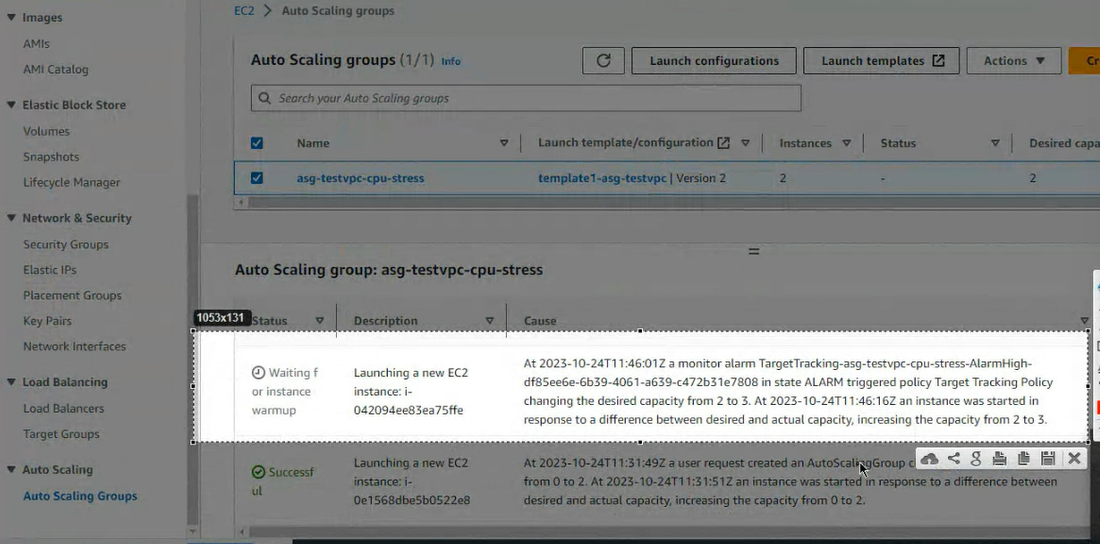 EC2 > Auto Scaling groups
Images
AMIs
AMI Catalog
Elastic Block Store
Volumes
Snapshots
Lifecycle Manager
Network & Security
Security Groups
Elastic IPs
Placement Groups
Key Pairs
Network Interfaces
Load Balancing
Load Balancers
Target Groups
Auto Scaling
Auto Scaling Groups
Auto Scaling groups (1/1) Info
Launch configurations
Launch templates
Actions
Search your Auto Scaling groups
Name Launch template/configuration Instances Status Desired
asg-testvpc-cpu-stress template1-asg-testvpc | Version 2 2 - 2
Auto Scaling group: asg-testvpc-cpu-stress
1053x131
Status Description Cause
Waiting f
or instance
warmup
Launching a new EC2
instance: i-
042094ee83ea75ffe
At 2023-10-24T11:46:01Z a monitor alarm TargetTracking-asg-testvpc-cpu-stress-AlarmHigh-
df85ee6e-6b39-4061-a639-c472b31e7808 in state ALARM triggered policy Target Tracking Policy
changing the desired capacity from 2 to 3. At 2023-10-24T11:46:16Z an instance was started in
response to a difference between desired and actual capacity, increasing the capacity from 2 to 3.
Successf
ul
Launching a new EC2
instance: i-
0e1568dbe5b0522e8
At 2023-10-24T11:31:49Z a user request created an AutoScalingGroup
from 0 to 2. At 2023-10-24T11:31:51Z an instance was started in response to a difference between
desired and actual capacity, increasing the capacity from 0 to 2.